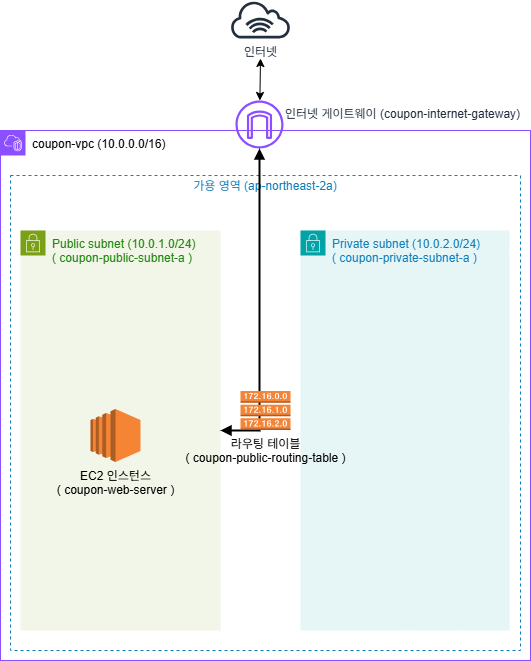 인터넷
인터넷 게이트웨이 (coupon-internet-gateway)
coupon-vpc (10.0.0.0/16)
가용 영역 (ap-northeast-2a)
Public subnet (10.0.1.0/24)
( coupon-public-subnet-a )
Private subnet (10.0.2.0/24)
( coupon-private-subnet-a )
172.16.0.0
172.16.1.0
172.16.2.0
라우팅 테이블
( coupon-public-routing-table )
EC2 인스턴스
( coupon-web-server )